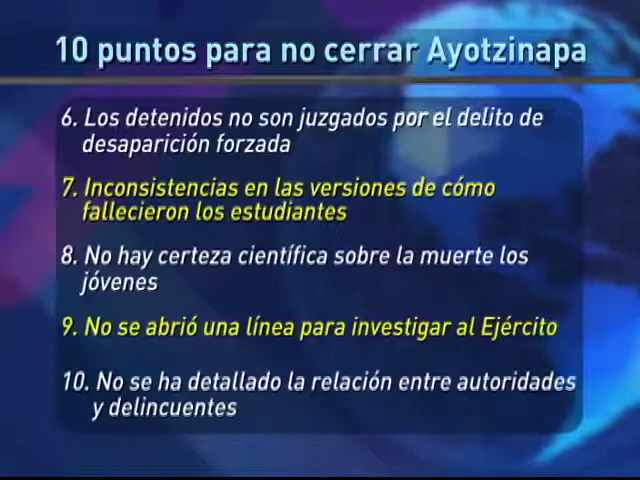 10 puntos para no cerrar Ayotzinapa
6. Los detenidos no son juzgados por el delito de
desaparición forzada
7. Inconsistencias en las versiones de cómo
fallecieron los estudiantes
8. No hay certeza científica sobre la muerte los
jóvenes
9. No se abrió una línea para investigar al Ejército
10. No se ha detallado la relación entre autoridades
y delincuentes